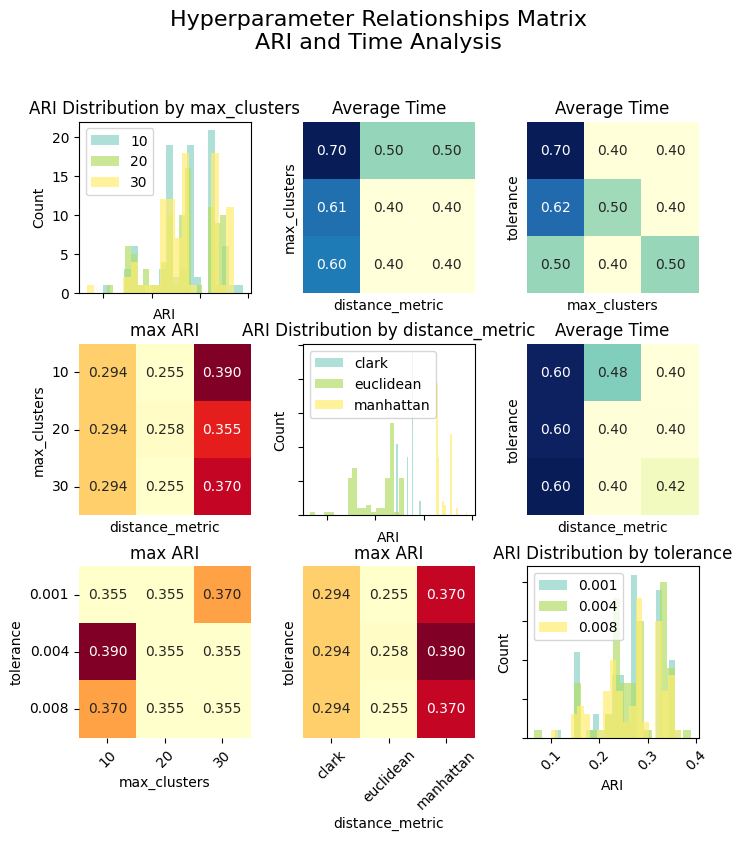 Hyperparameter Relationships Matrix
ARI and Time Analysis
ARI Distribution by max_clusters
Average Time
Average Time
20
15
10
5
0
Count
10
20
30
ARI
max_clusters
0.70 0.50 0.50
0.61 0.40 0.40
0.60 0.40 0.40
distance_metric
tolerance
0.70 0.40 0.40
0.62 0.50 0.40
0.50 0.40 0.50
max_clusters
max ARI
ARI Distribution by distance_metric
Average Time
max_clusters
10 0.294 0.255 0.390
20 0.294 0.258 0.355
30 0.294 0.255 0.370
distance_metric
Count
clark
euclidean
manhattan
ARI
tolerance
0.60 0.48 0.40
0.60 0.40 0.40
0.60 0.40 0.42
distance_metric
max ARI
max ARI
ARI Distribution by tolerance
tolerance
0.001 0.355 0.355 0.370
0.004 0.390 0.355 0.355
0.008 0.370 0.355 0.355
10 20 30
max_clusters
tolerance
0.294 0.255 0.370
0.294 0.258 0.390
0.294 0.255 0.370
clark euclidean manhattan
distance_metric
Count
0.001
0.004
0.008
0.1 0.2 0.3 0.4
ARI